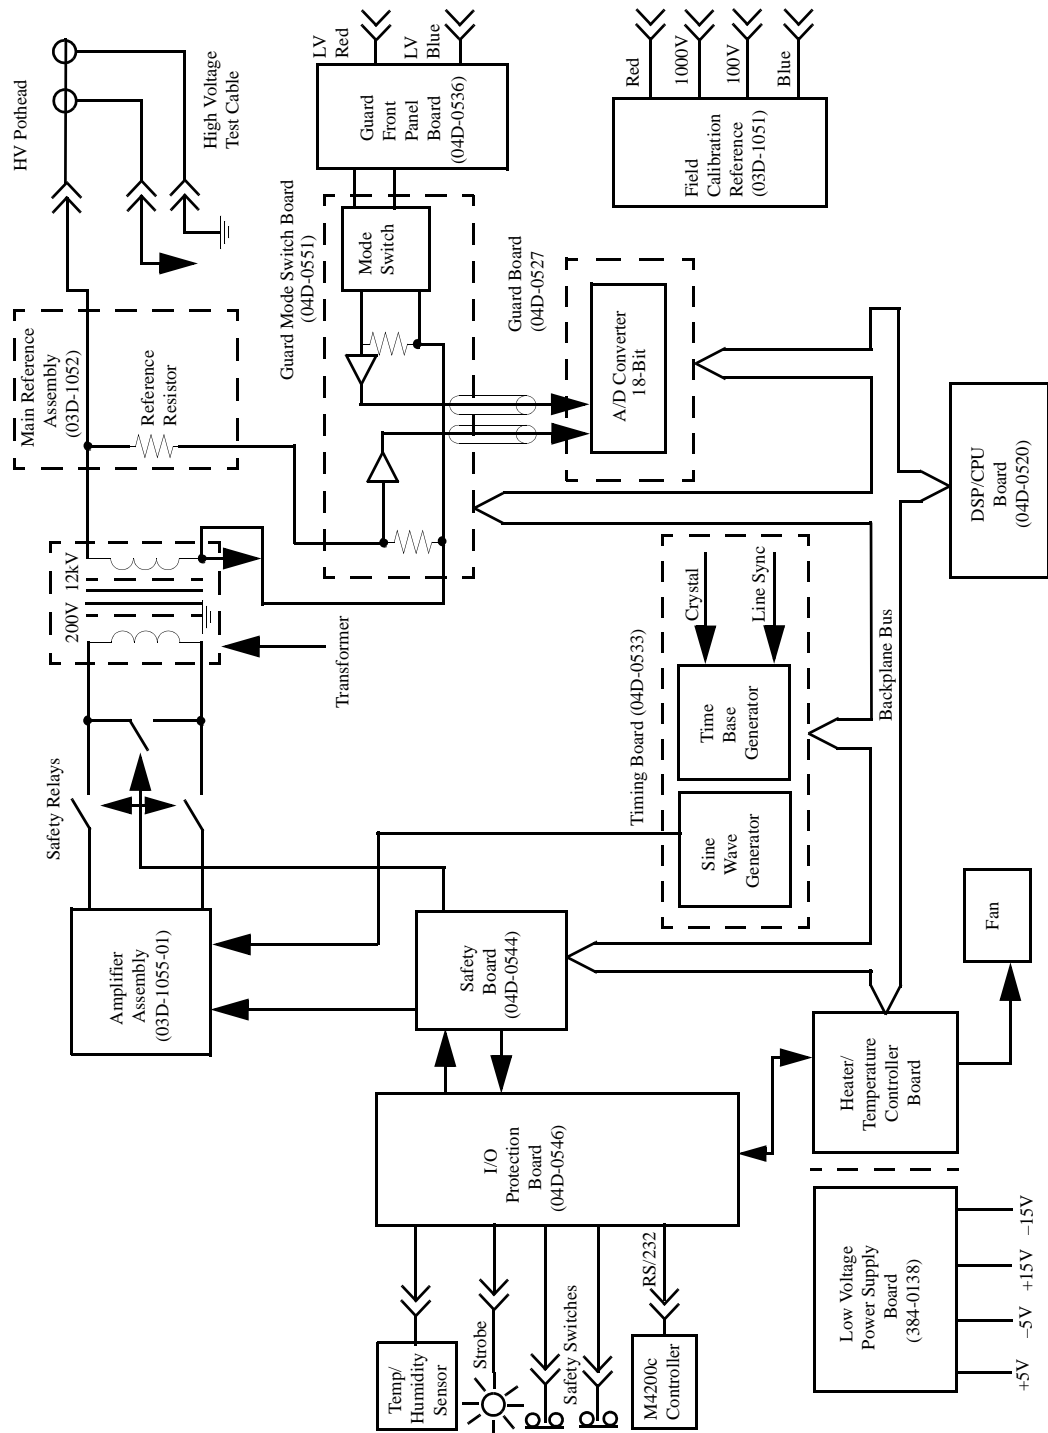 HV Pothead
High Voltage
Test Cable
LV
Red
LV
Blue
Guard
Front
Panel
Board
(04D-0536)
Red
1000V
100V
Blue
Field
Calibration
Reference
(03D-1051)
Main Reference
Assembly
(03D-1052)
Reference
Resistor
Guard Mode Switch Board
(04D-0551)
Mode
Switch
Guard Board
(04D-0527
A/D Converter
18-Bit
DSP/CPU
Board
(04D-0520)
200V
12kV
Transformer
Safety Relays
Timing Board (04D-0533)
Crystal
Line Sync
Time
Base
Generator
Sine
Wave
Generator
Backplane Bus
Amplifier
Assembly
(03D-1055-01)
Safety
Board
(04D-0544)
Fan
Heater/
Temperature
Controller
Board
I/O
Protection
Board
(04D-0546)
RS/232
Temp/
Humidity
Sensor
Strobe
Safety Switches
M4200c
Controller
Low Voltage
Power Supply
Board
(384-0138)
+5V
–5V
+15V
–15V